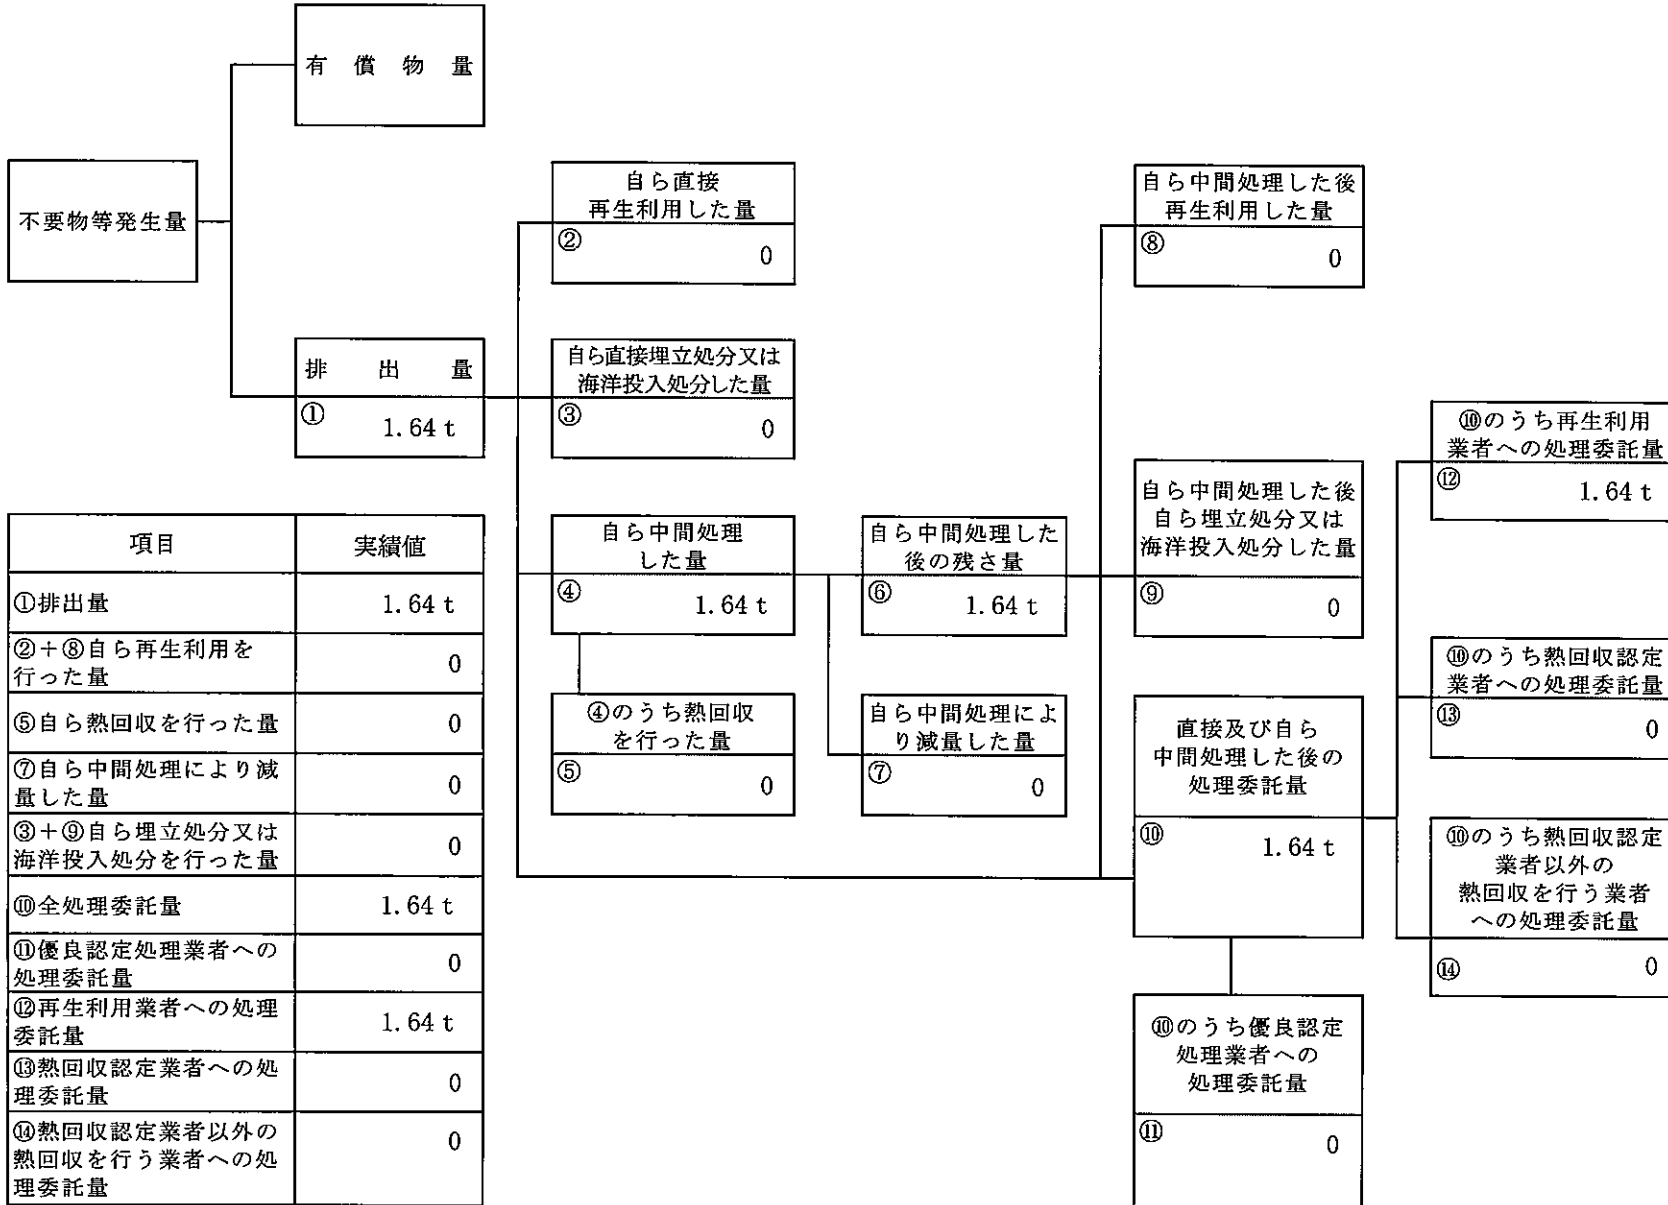 有償物量
不要物等発生量
排出量
① 1.64 t
自ら直接
再生利用した量
② 0
自ら直接埋立処分又は
海洋投入処分した量
③ 0
自ら中間処理
した量
④ 1.64 t
④のうち熱回収
を行った量
⑤ 0
自ら中間処理した
後の残さ量
⑥ 1.64 t
自ら中間処理によ
り減量した量
⑦ 0
自ら中間処理した後
再生利用した量
⑧ 0
自ら中間処理した後
自ら埋立処分又は
海洋投入処分した量
⑨ 0
直接及び自ら
中間処理した後の
処理委託量
⑩ 1.64 t
⑩のうち優良認定
処理業者への
処理委託量
⑪ 0
⑩のうち再生利用
業者への処理委託量
⑫ 1.64 t
⑩のうち熱回収認定
業者への処理委託量
⑬ 0
⑩のうち熱回収認定
業者以外の
熱回収を行う業者
への処理委託量
⑭ 0
項目 実績値
①排出量 1.64 t
②+⑧自ら再生利用を
行った量 0
⑤自ら熱回収を行った量 0
⑦自ら中間処理により減
量した量 0
③+⑨自ら埋立処分又は
海洋投入処分を行った量 0
⑩全処理委託量 1.64 t
⑪優良認定処理業者への
処理委託量 0
⑫再生利用業者への処理
委託量 1.64 t
⑬熱回収認定業者への処
理委託量 0
⑭熱回収認定業者以外の
熱回収を行う業者への処
理委託量 0